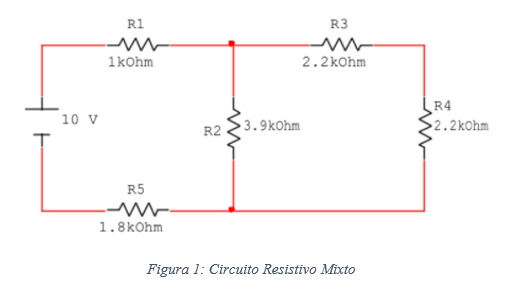 R1
1kOhm
R3
2.2kOhm
10 V
R2
3.9kOhm
R4
2.2kOhm
R5
1.8kOhm
Figura 1: Circuito Resistivo Mixto